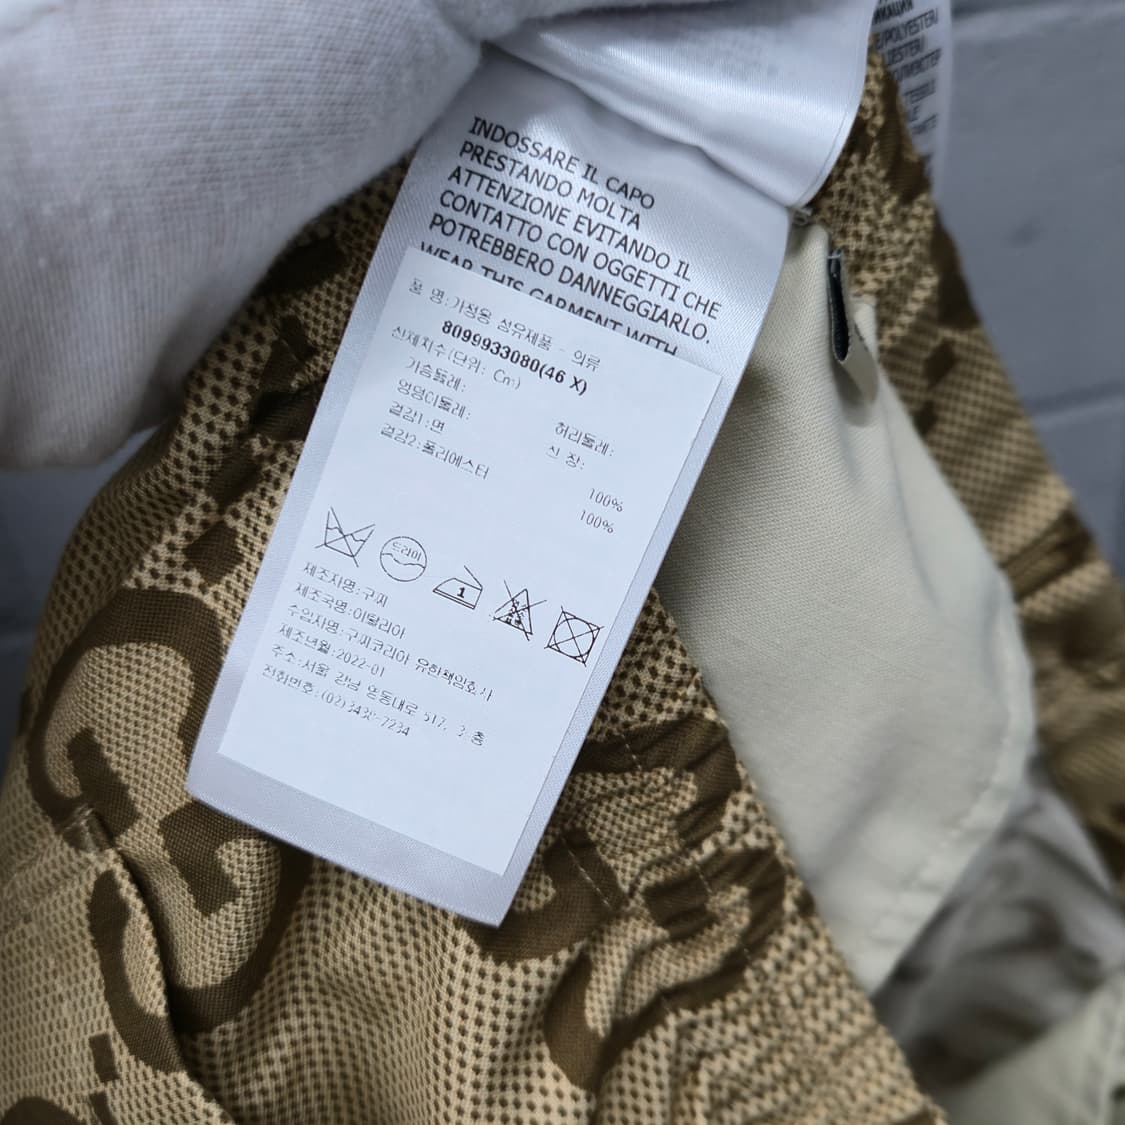 INDOSSARE IL CAPO
PRESTANDO MOLTA
ATTENZIONE EVITANDO IL
CONTATTO CON OGGETTI CHE
POTREBBERO DANNEGGIARLO.
WEAR THIS GARMENT WITH
품 명:가정용 섬유제품 - 의류
8099933080(46 X)
신체치수(단위: Cm)
가슴둘레: 허리둘레:
엉덩이둘레: 신 장:
겉감1:면 100%
겉감2:폴리에스터 100%
드라이
1
제조자명:구찌
제조국명:이탈리아
수입자명:구찌코리아 유한책임회사
제조년월:2022-01
주소:서울 강남 영동대로 517, 3 층
전화번호: